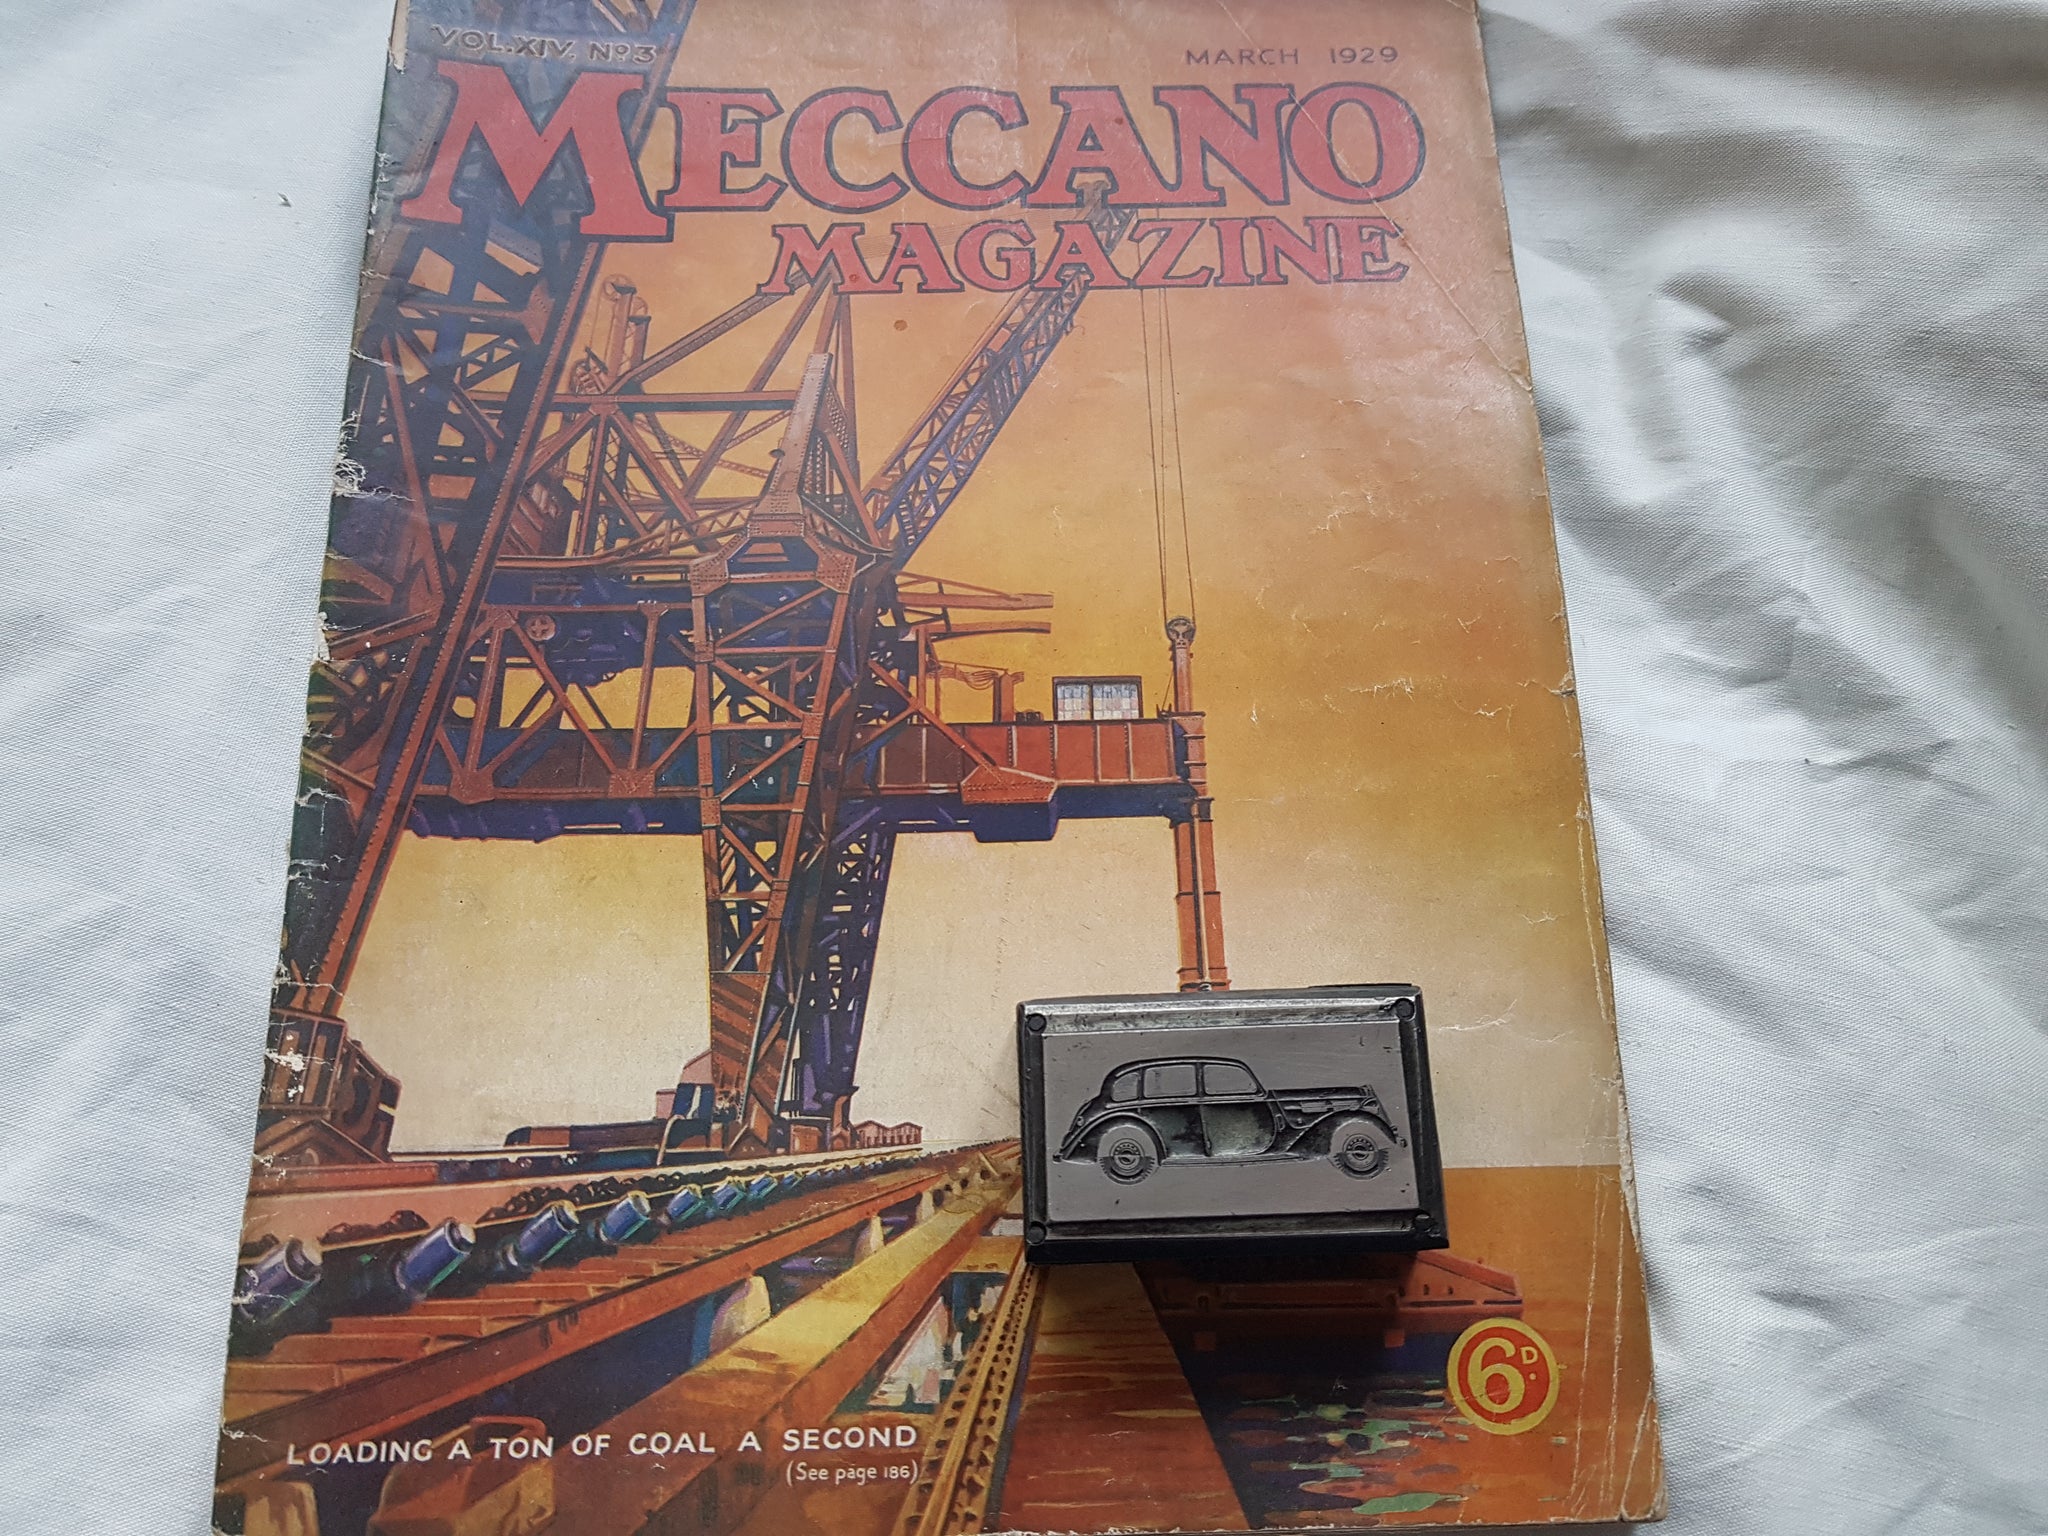 VOL.XIV. Nº3
MARCH 1929
MECCANO
MAGAZINE
6D.
LOADING A TON OF COAL A SECOND
(See page 186)